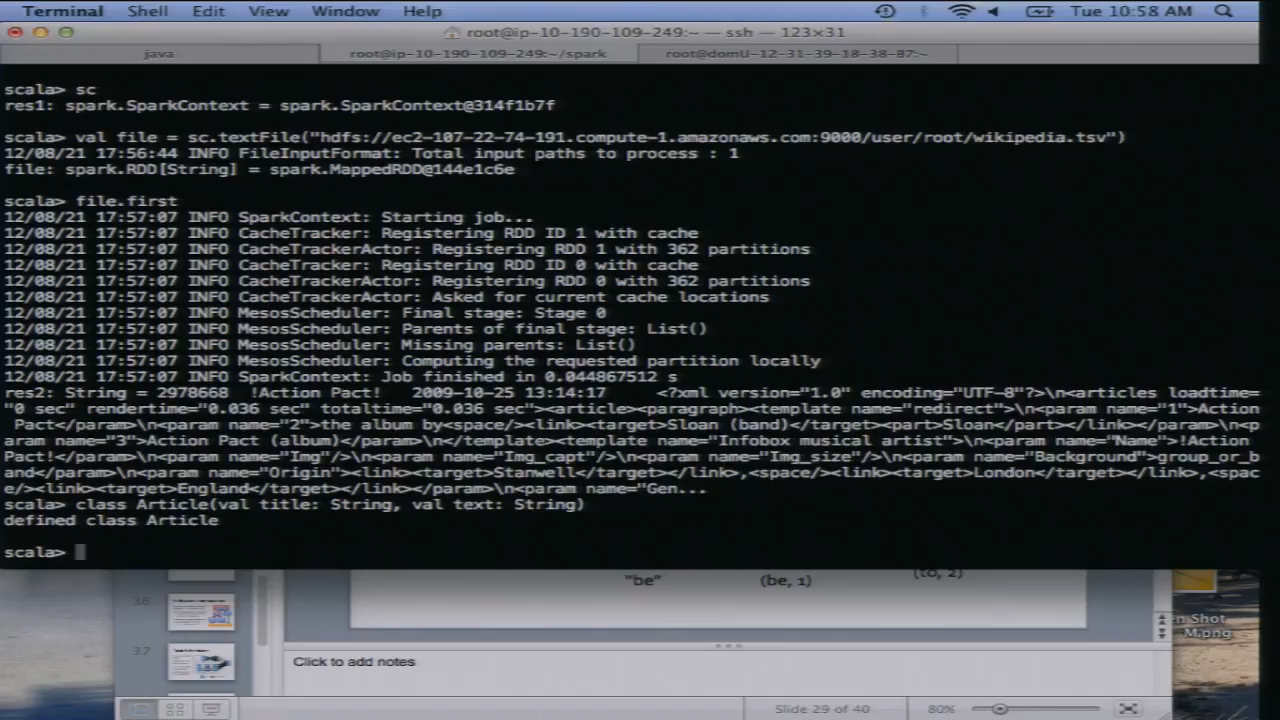 Terminal Shell Edit View Window Help Tue 10:58 AM
root@ip-10-190-109-249:~ — ssh — 123×31
java root@ip-10-190-109-249:~/spark root@domU-12-31-39-18-38-87:~
scala> sc
res1: spark.SparkContext = spark.SparkContext@314f1b7f
scala> val file = sc.textFile("hdfs://ec2-107-22-74-191.compute-1.amazonaws.com:9000/user/root/wikipedia.tsv")
12/08/21 17:56:44 INFO FileInputFormat: Total input paths to process : 1
file: spark.RDD[String] = spark.MappedRDD@144e1c6e
scala> file.first
12/08/21 17:57:07 INFO SparkContext: Starting job...
12/08/21 17:57:07 INFO CacheTracker: Registering RDD ID 1 with cache
12/08/21 17:57:07 INFO CacheTrackerActor: Registering RDD 1 with 362 partitions
12/08/21 17:57:07 INFO CacheTracker: Registering RDD ID 0 with cache
12/08/21 17:57:07 INFO CacheTrackerActor: Registering RDD 0 with 362 partitions
12/08/21 17:57:07 INFO CacheTrackerActor: Asked for current cache locations
12/08/21 17:57:07 INFO MesosScheduler: Final stage: Stage 0
12/08/21 17:57:07 INFO MesosScheduler: Parents of final stage: List()
12/08/21 17:57:07 INFO MesosScheduler: Missing parents: List()
12/08/21 17:57:07 INFO MesosScheduler: Computing the requested partition locally
12/08/21 17:57:07 INFO SparkContext: Job finished in 0.044867512 s
res2: String = 2978668 !Action Pact! 2009-10-25 13:14:17 <?xml version="1.0" encoding="UTF-8"?>\n<articles loadtime=
"0 sec" rendertime="0.036 sec" totaltime="0.036 sec"><article><paragraph><template name="redirect">\n<param name="1">Action
Pact</param>\n<param name="2">the album by<space/><link><target>Sloan (band)</target><part>Sloan</part></link></param>\n<p
aram name="3">Action Pact (album)</param>\n</template><template name="Infobox musical artist">\n<param name="Name">!Action
Pact!</param>\n<param name="Img"/>\n<param name="Img_capt"/>\n<param name="Img_size"/>\n<param name="Background">group_or_b
and</param>\n<param name="Origin"><link><target>Stanwell</target></link>,<space/><link><target>London</target></link>,<spac
e/><link><target>England</target></link></param>\n<param name="Gen...
scala> class Article(val title: String, val text: String)
defined class Article
scala>
"be" (be, 1) (to, 2)
36
37
en Shot
M.png
Click to add notes
Slide 29 of 40 80%